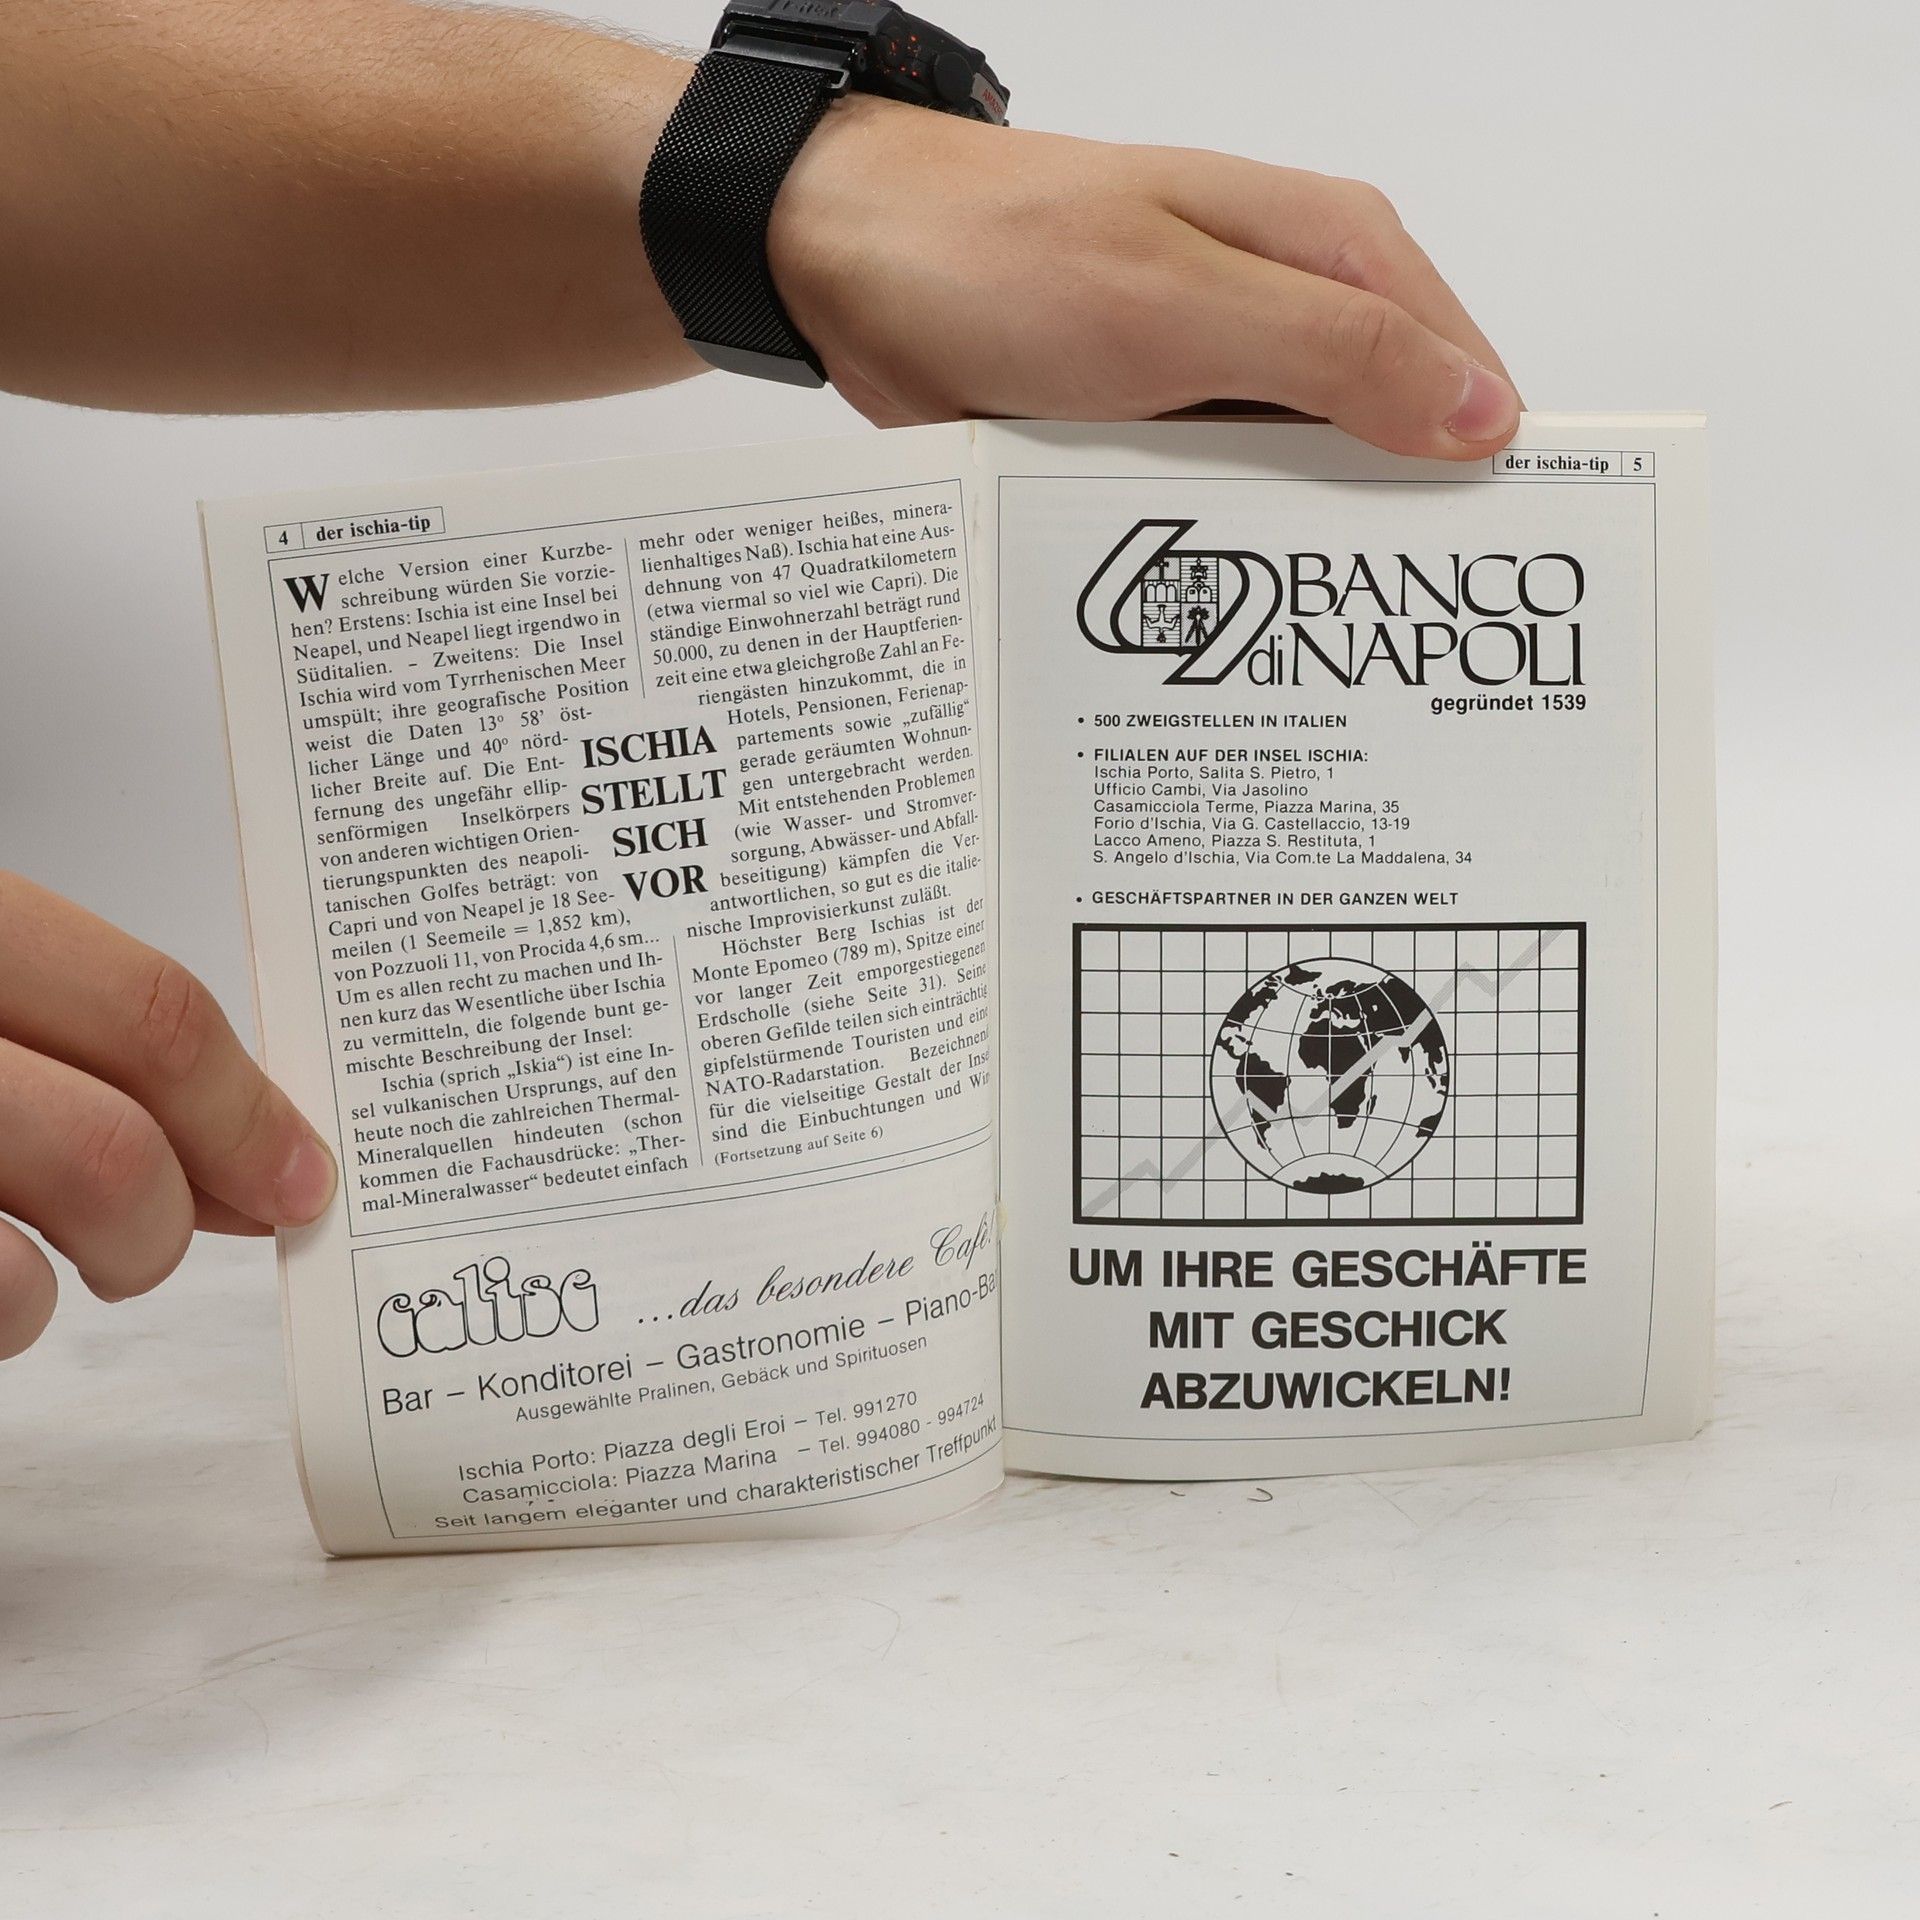 4 der ischia-tip
Welche Version einer Kurzbe-
schreibung würden Sie vorzie-
hen? Erstens: Ischia ist eine Insel bei
Neapel, und Neapel liegt irgendwo in
Süditalien. – Zweitens: Die Insel
Ischia wird vom Tyrrhenischen Meer
umspült; ihre geografische Position
weist die Daten 13° 58' öst-
licher Länge und 40° nörd-
licher Breite auf. Die Ent-
fernung des ungefähr ellip-
senförmigen Inselkörpers
von anderen wichtigen Orien-
tierungspunkten des neapoli-
tanischen Golfes beträgt: von
Capri und von Neapel je 18 See-
meilen (1 Seemeile = 1,852 km),
von Pozzuoli 11, von Procida 4,6 sm...
Um es allen recht zu machen und Ih-
nen kurz das Wesentliche über Ischia
zu vermitteln, die folgende bunt ge-
mischte Beschreibung der Insel:
Ischia (sprich „Iskia“) ist eine In-
sel vulkanischen Ursprungs, auf den
heute noch die zahlreichen Thermal-
Mineralquellen hindeuten (schon
kommen die Fachausdrücke: „Ther-
mal-Mineralwasser“ bedeutet einfach
ISCHIA
STELLT
SICH
VOR
mehr oder weniger heißes, minera-
lienhaltiges Naß). Ischia hat eine Aus-
dehnung von 47 Quadratkilometern
(etwa viermal so viel wie Capri). Die
ständige Einwohnerzahl beträgt rund
50.000, zu denen in der Hauptferien-
zeit eine etwa gleichgroße Zahl an Fe-
riengästen hinzukommt, die in
Hotels, Pensionen, Ferienap-
partements sowie „zufällig“
gerade geräumten Wohnun-
gen untergebracht werden.
Mit entstehenden Problemen
(wie Wasser- und Stromver-
sorgung, Abwässer- und Abfall-
beseitigung) kämpfen die Ver-
antwortlichen, so gut es die italie-
nische Improvisierkunst zuläßt.
Höchster Berg Ischias ist der
Monte Epomeo (789 m), Spitze einer
vor langer Zeit emporgestiegenen
Erdscholle (siehe Seite 31). Seine
oberen Gefilde teilen sich einträchtig
gipfelstürmende Touristen und eine
NATO-Radarstation. Bezeichnend
für die vielseitige Gestalt der Insel
sind die Einbuchtungen und Win
(Fortsetzung auf Seite 6)
calise ...das besondere Cafè!
Bar – Konditorei – Gastronomie – Piano-Ba
Ausgewählte Pralinen, Gebäck und Spirituosen
Ischia Porto: Piazza degli Eroi – Tel. 991270
Casamicciola: Piazza Marina – Tel. 994080 - 994724
Seit langem eleganter und charakteristischer Treffpunkt
der ischia-tip 5
BANCO
di NAPOLI
gegründet 1539
• 500 ZWEIGSTELLEN IN ITALIEN
• FILIALEN AUF DER INSEL ISCHIA:
Ischia Porto, Salita S. Pietro, 1
Ufficio Cambi, Via Jasolino
Casamicciola Terme, Piazza Marina, 35
Forio d'Ischia, Via G. Castellaccio, 13-19
Lacco Ameno, Piazza S. Restituta, 1
S. Angelo d'Ischia, Via Com.te La Maddalena, 34
• GESCHÄFTSPARTNER IN DER GANZEN WELT
UM IHRE GESCHÄFTE
MIT GESCHICK
ABZUWICKELN!